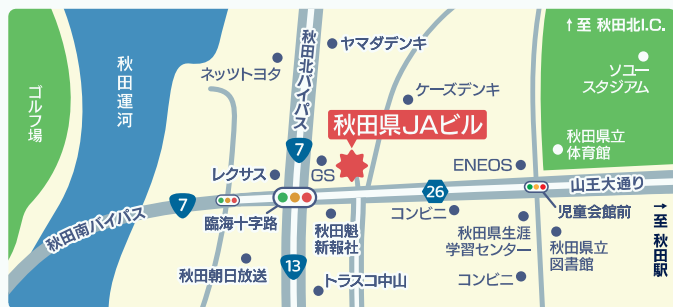 ↑至 秋田北I.C.
秋田北バイパス
ヤマダデンキ
ネッツトヨタ
秋田運河
ゴルフ場
ソユー
スタジアム
ケーズデンキ
秋田県JAビル
秋田県立
体育館
7
GS
ENEOS
レクサス
26
山王大通り
7
臨海十字路
コンビニ
児童会館前
秋田南バイパス
秋田魁
新報社
秋田県生涯
学習センター
秋田県立
図書館
→至 秋田駅
秋田朝日放送
13
トラスコ中山
コンビニ